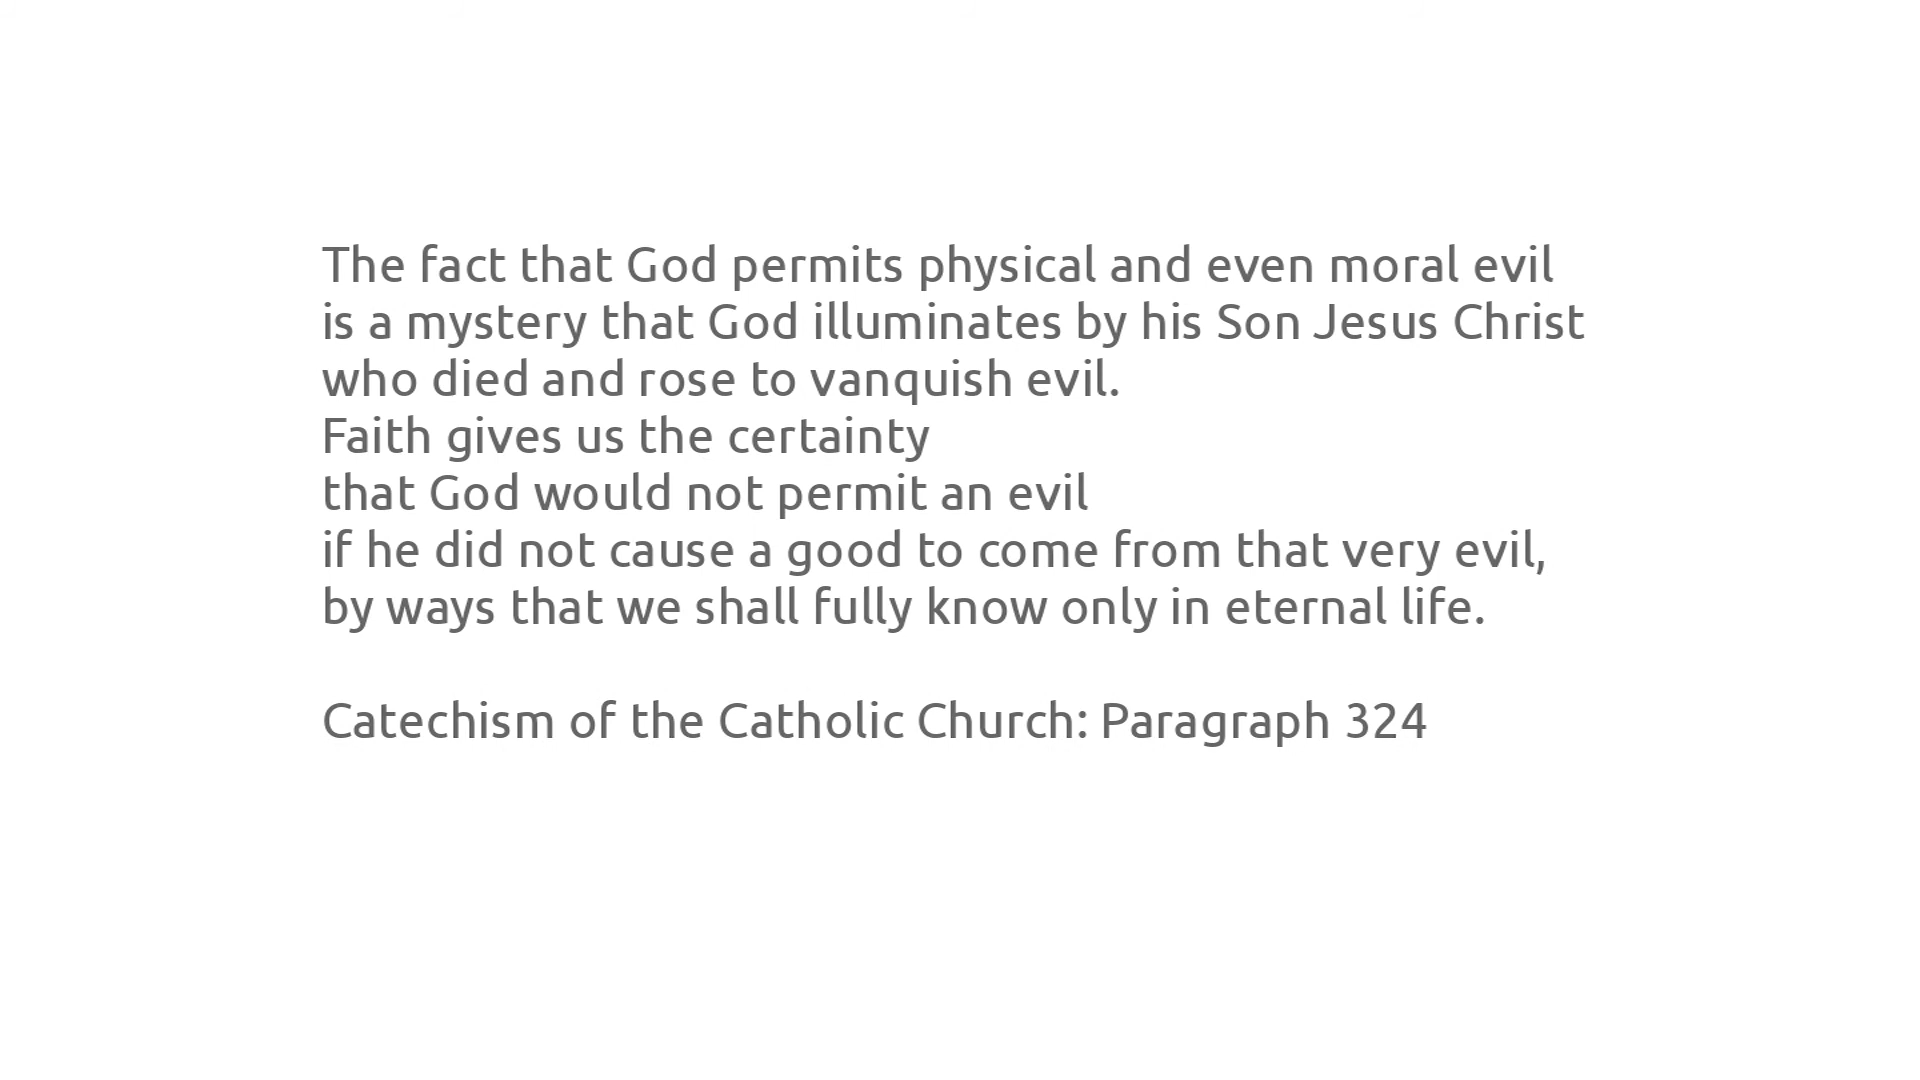 The fact that God permits physical and even moral evil
is a mystery that God illuminates by his Son Jesus Christ
who died and rose to vanquish evil.
Faith gives us the certainty
that God would not permit an evil
if he did not cause a good to come from that very evil,
by ways that we shall fully know only in eternal life.
Catechism of the Catholic Church: Paragraph 324